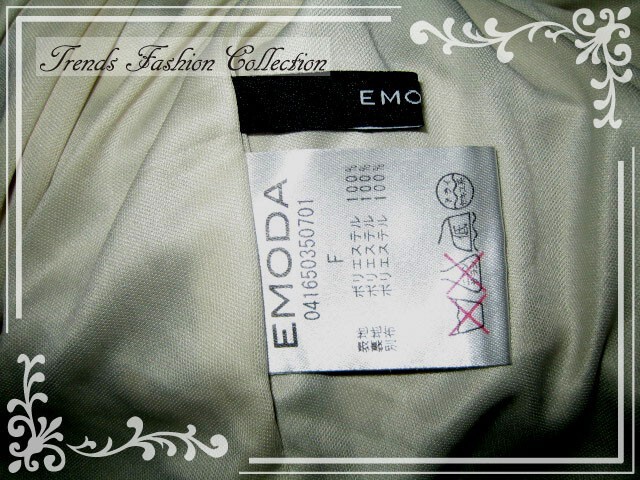 Trends Fashion Collection
EMO
EMODA
041650350701
F
表地 ポリエステル 100%
裏地 ポリエステル 100%
別布 ポリエステル 100%